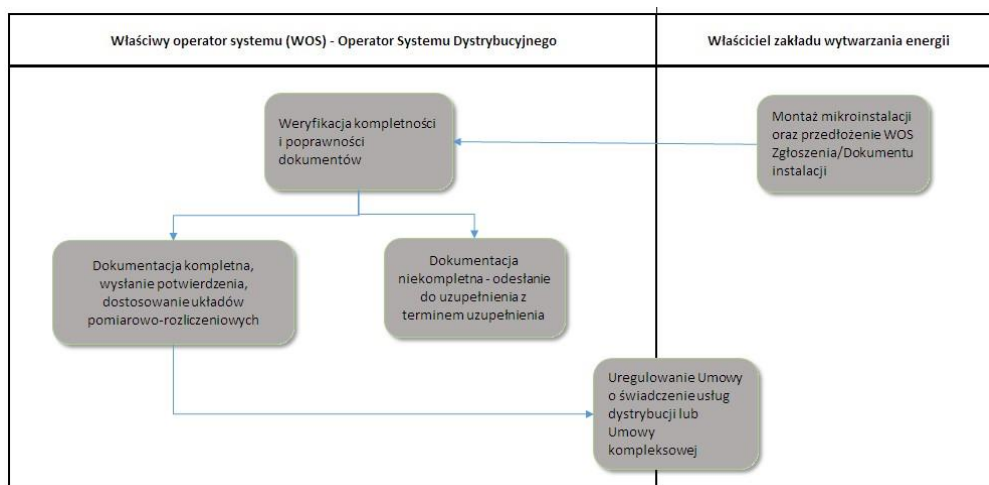 Właściwy operator systemu (WOS) - Operator Systemu Dystrybucyjnego
Właściciel zakładu wytwarzania energii
Weryfikacja kompletności
i poprawności
dokumentów
Montaż mikroinstalacji
oraz przedłożenie WOS
Zgłoszenia/Dokumentu
instalacji
Dokumentacja kompletna,
wysłanie potwierdzenia,
dostosowanie układów
pomiarowo-rozliczeniowych
Dokumentacja
niekompletna - odesłanie
do uzupełnienia z
terminem uzupełnienia
Uregulowanie Umowy
o świadczenie usług
dystrybucji lub
Umowy
kompleksowej